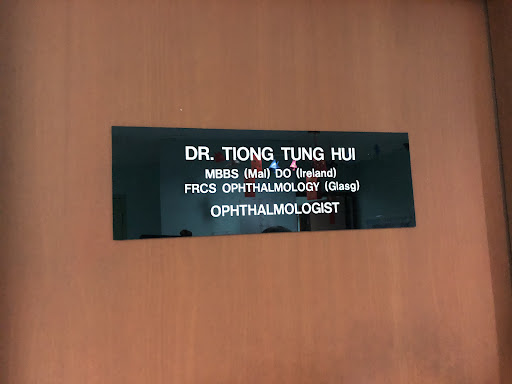 DR. TIONG TUNG HUI
MBBS (Mal) DO (Ireland)
FRCS OPHTHALMOLOGY (Glasg)
OPHTHALMOLOGIST